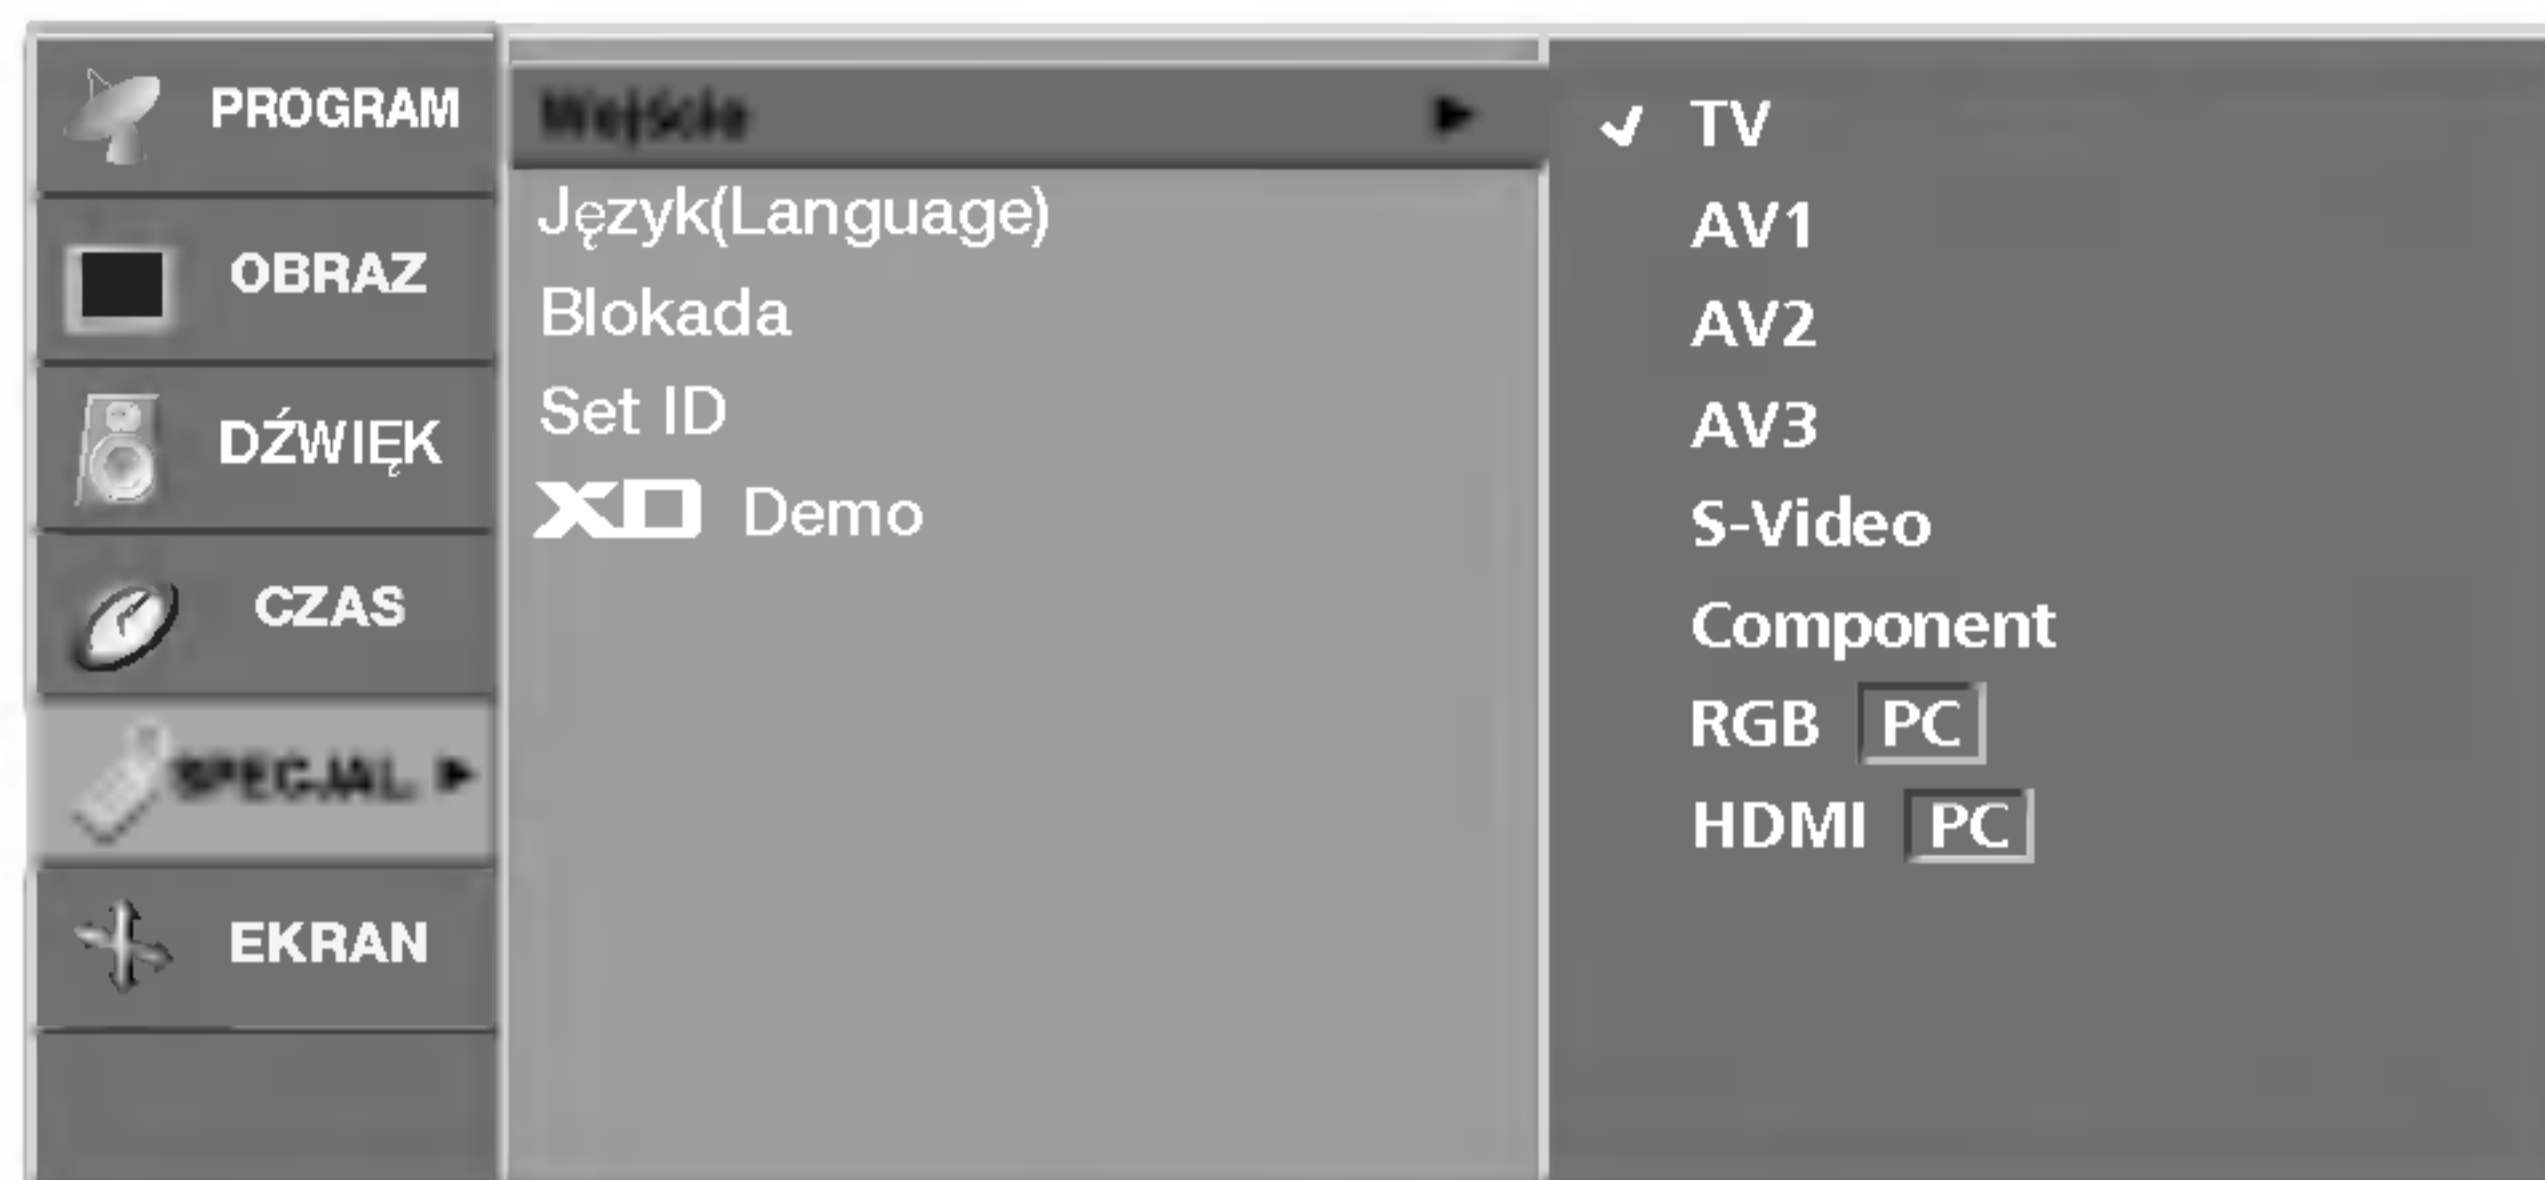 PROGRAM
OBRAZ
DŹWIĘK
CZAS
SPECJAL.
EKRAN
Wejście
Język(Language)
Blokada
Set ID
XD Demo
TV
AV1
AV2
AV3
S-Video
Component
RGB PC
HDMI PC